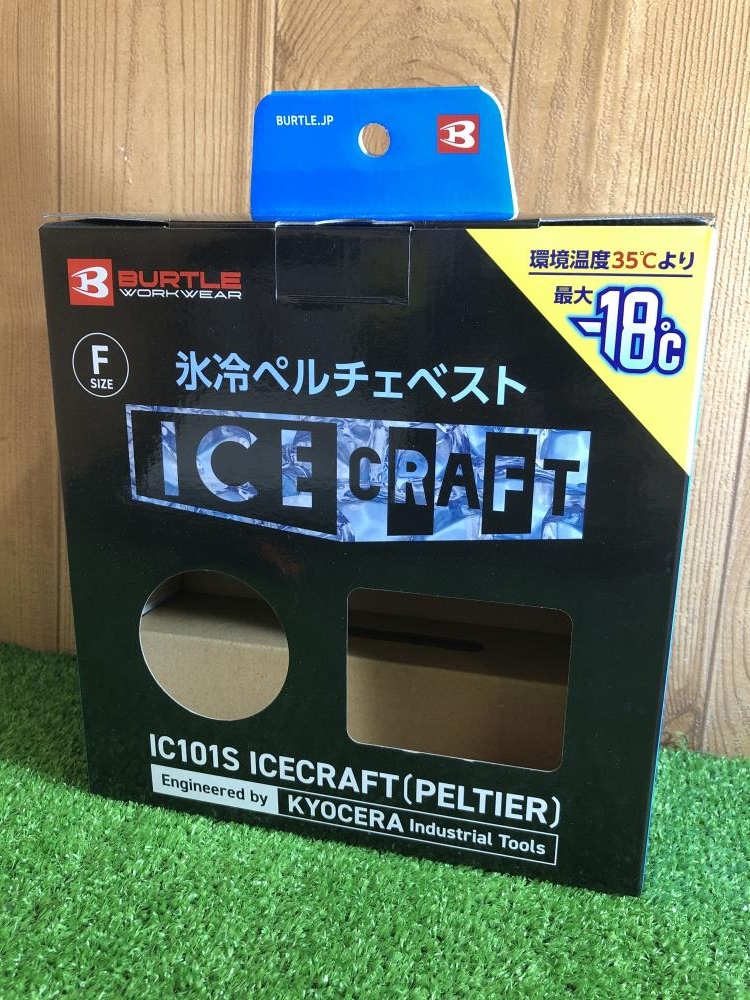 BURTLE.JP
B
B BURTLE
WORKWEAR
環境温度35℃より
最大
-18℃
F
SIZE
氷冷ペルチェベスト
ICE CRAFT
IC101S ICECRAFT(PELTIER)
Engineered by KYOCERA Industrial Tools